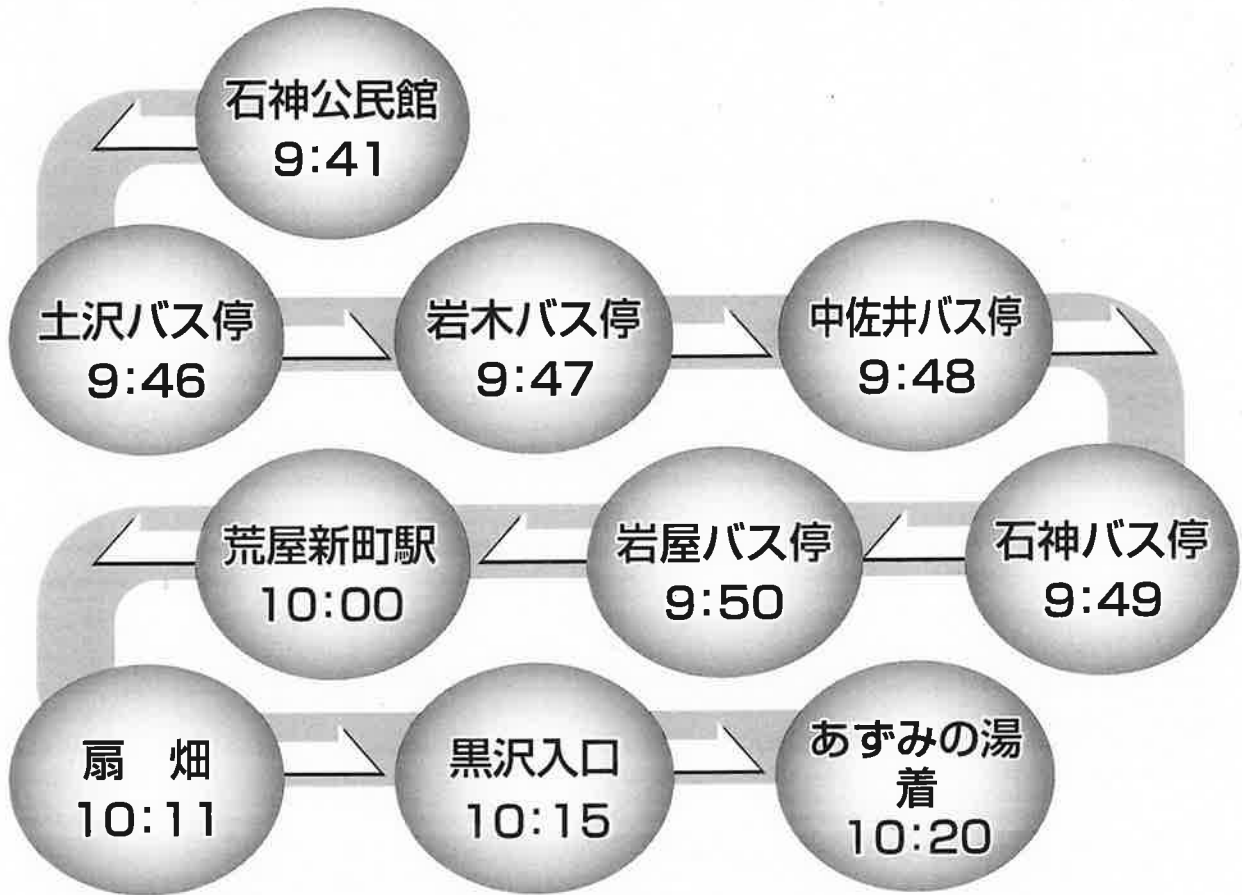 石神公民館
9:41
土沢バス停
9:46
岩木バス停
9:47
中佐井バス停
9:48
石神バス停
9:49
岩屋バス停
9:50
荒屋新町駅
10:00
扇　畑
10:11
黒沢入口
10:15
あずみの湯
着
10:20